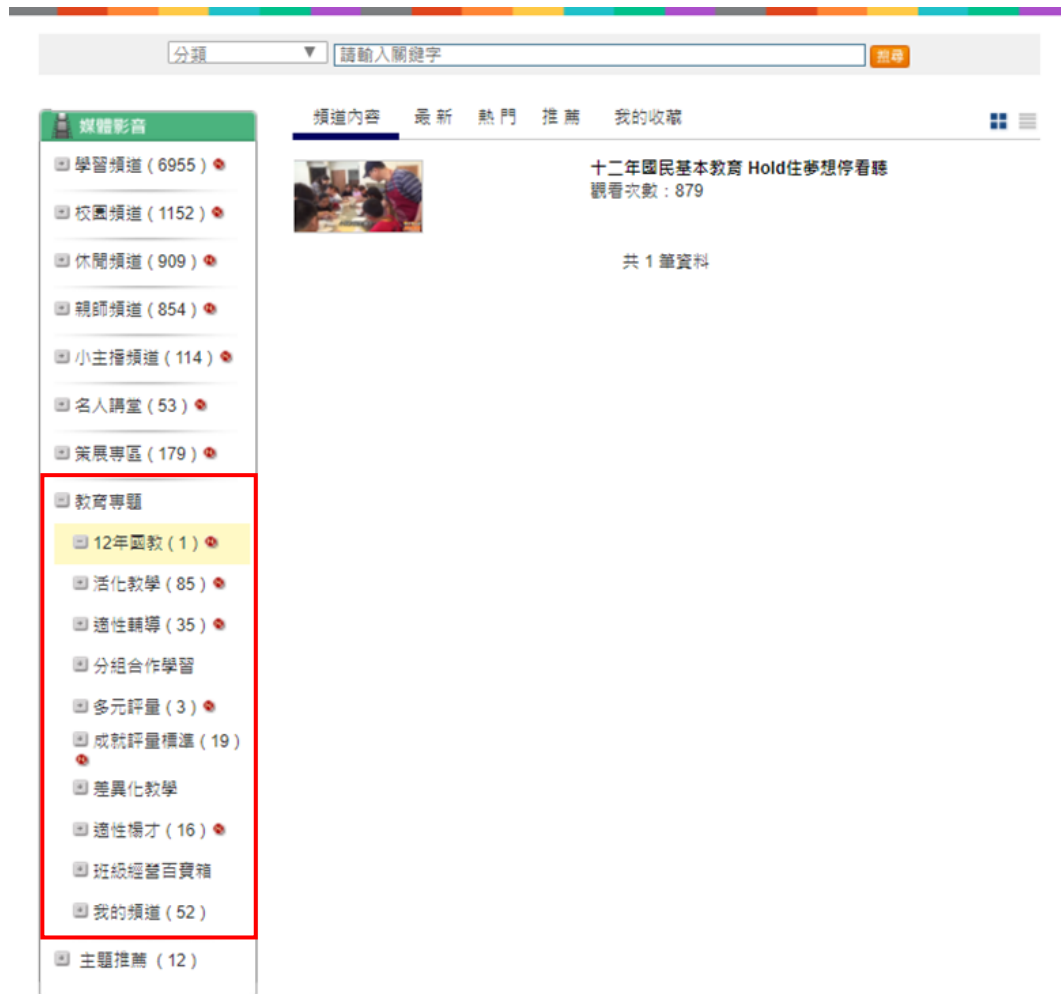 分類 ▼ 請輸入關鍵字 搜尋
媒體影音
學習頻道 ( 6955 )
校園頻道 ( 1152 )
休閒頻道 ( 909 )
親師頻道 ( 854 )
小主播頻道 ( 114 )
名人講堂 ( 53 )
策展專區 ( 179 )
教育專題
12年國教 ( 1 )
活化教學 ( 85 )
適性輔導 ( 35 )
分組合作學習
多元評量 ( 3 )
成就評量標準 ( 19 )
差異化教學
適性楊才 ( 16 )
班級經營百寶箱
我的頻道 ( 52 )
主題推薦 ( 12 )
頻道內容 最 新 熱 門 推 薦 我的收藏
十二年國民基本教育 Hold住夢想停看聽
觀看次數 : 879
共 1 筆資料